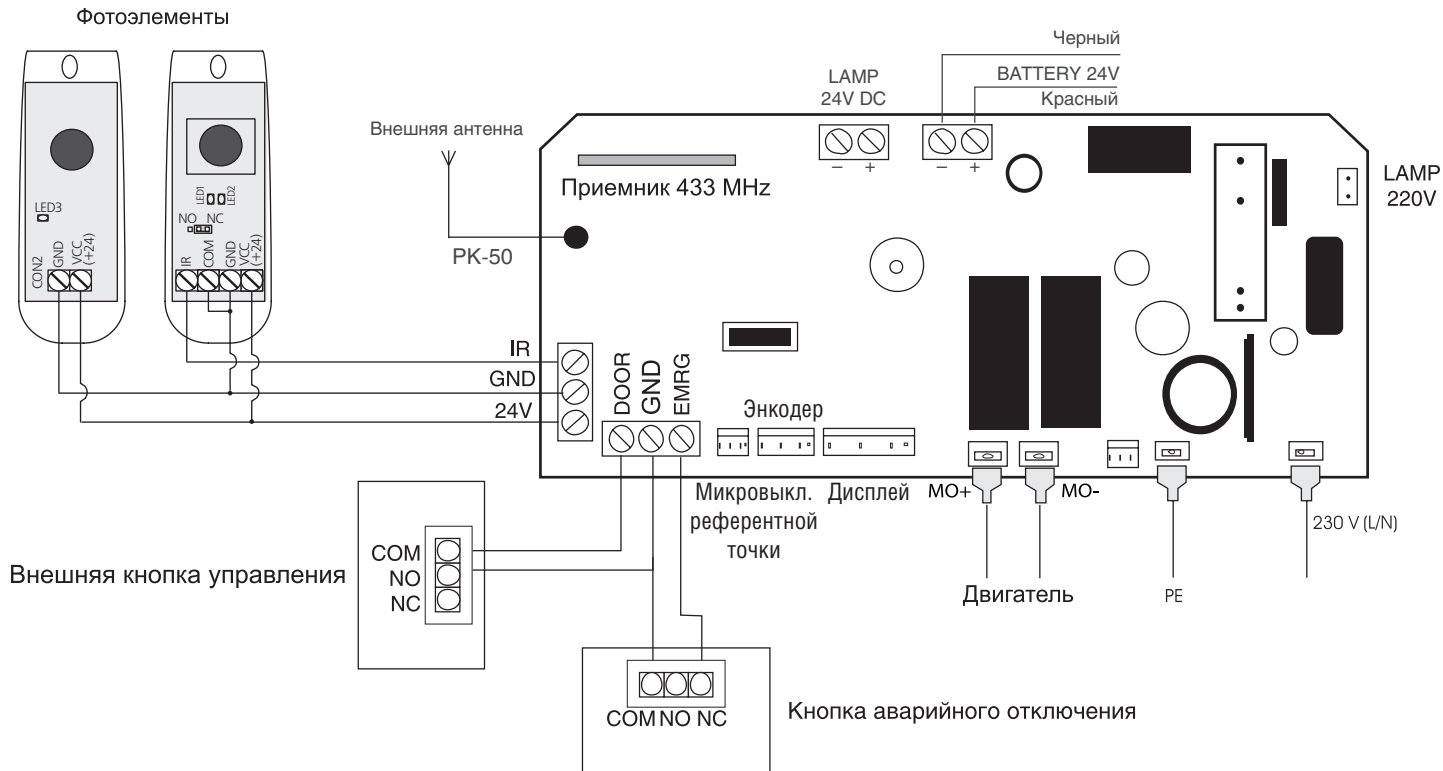 Фотоэлементы
LED3
CON2
GND
VCC
(+24)
LED1
LED2
NO NC
IR
COM
GND
VCC
(+24)
Внешняя антенна
PK-50
Приемник 433 MHz
LAMP
24V DC
– +
Черный
BATTERY 24V
Красный
– +
LAMP
220V
IR
GND
24V
DOOR
GND
EMRG
Энкодер
Микровыкл.
референтной
точки
Дисплей
MO+
MO-
Двигатель
PE
230 V (L/N)
Внешняя кнопка управления
COM
NO
NC
COM NO NC
Кнопка аварийного отключения